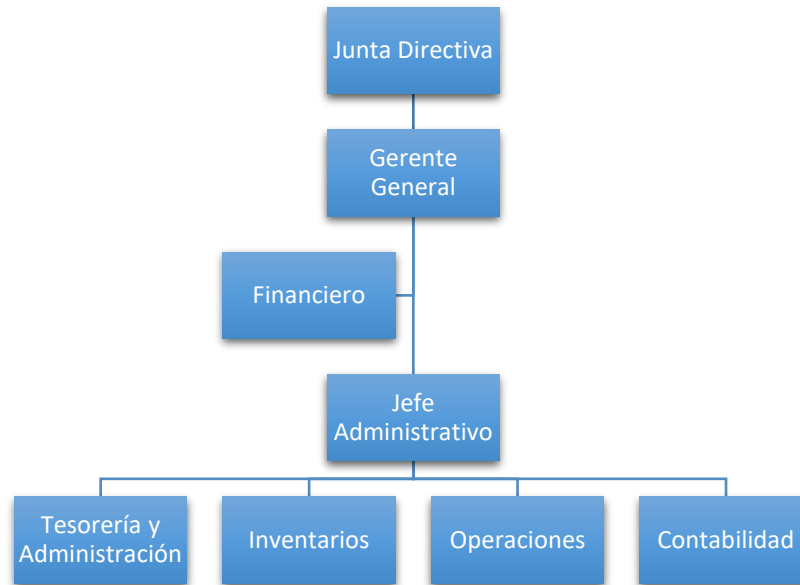 Junta Directiva
Gerente
General
Financiero
Jefe
Administrativo
Tesorería y
Administración
Inventarios
Operaciones
Contabilidad